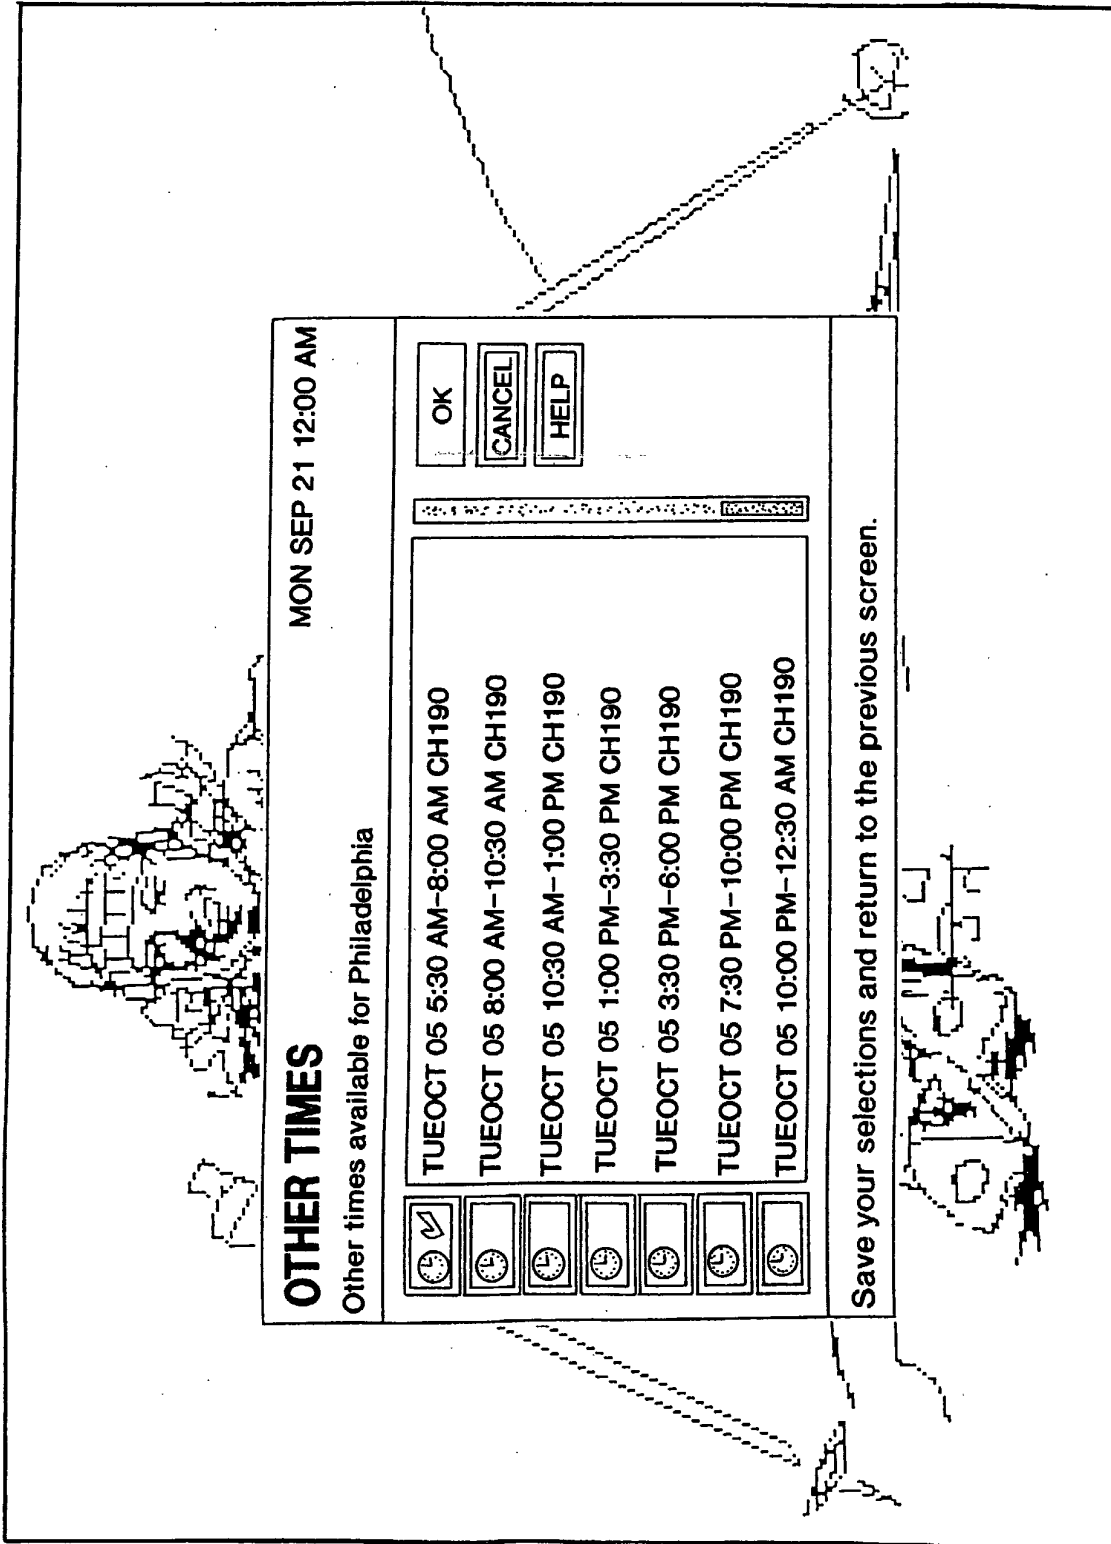 OTHER TIMES
MON SEP 21 12:00 AM
Other times available for Philadelphia
TUEOCT 05 5:30 AM–8:00 AM CH190
TUEOCT 05 8:00 AM–10:30 AM CH190
TUEOCT 05 10:30 AM–1:00 PM CH190
TUEOCT 05 1:00 PM–3:30 PM CH190
TUEOCT 05 3:30 PM–6:00 PM CH190
TUEOCT 05 7:30 PM–10:00 PM CH190
TUEOCT 05 10:00 PM–12:30 AM CH190
OK
CANCEL
HELP
Save your selections and return to the previous screen.